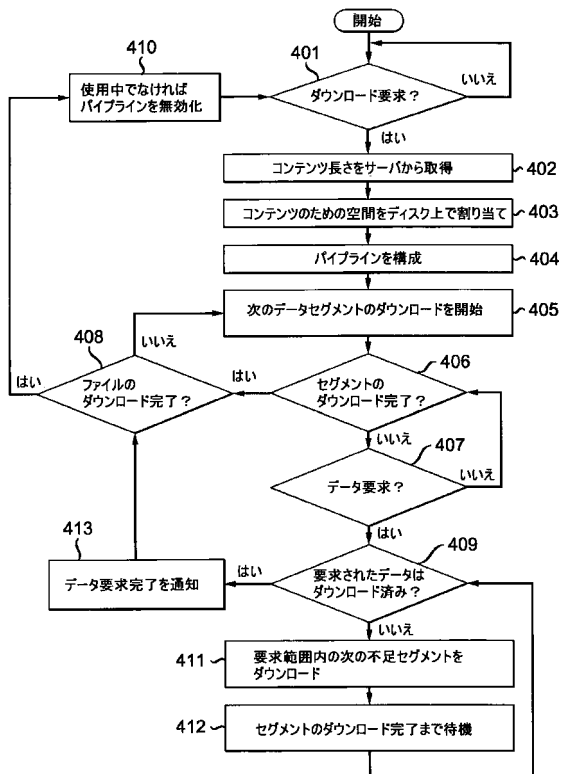 開始
410
使用中でなければ
パイプラインを無効化
401
ダウンロード要求？
いいえ
はい
コンテンツ長さをサーバから取得
402
コンテンツのための空間をディスク上で割り当て
403
パイプラインを構成
404
次のデータセグメントのダウンロードを開始
405
408
いいえ
はい
ファイルの
ダウンロード完了？
はい
406
セグメントの
ダウンロード完了？
いいえ
407
データ要求？
いいえ
はい
413
データ要求完了を通知
はい
409
要求されたデータは
ダウンロード済み？
いいえ
411
要求範囲内の次の不足セグメントを
ダウンロード
412
セグメントのダウンロード完了まで待機